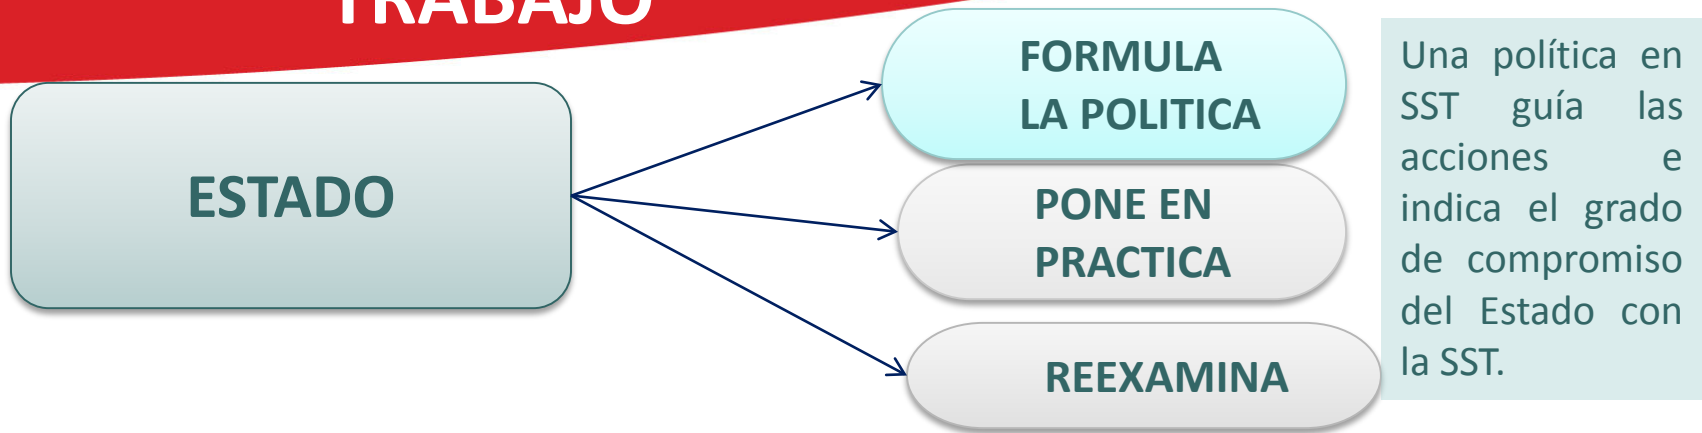 TRABAJO
ESTADO
FORMULA
LA POLITICA
PONE EN
PRACTICA
REEXAMINA
Una política en
SST guía las
acciones e
indica el grado
de compromiso
del Estado con
la SST.